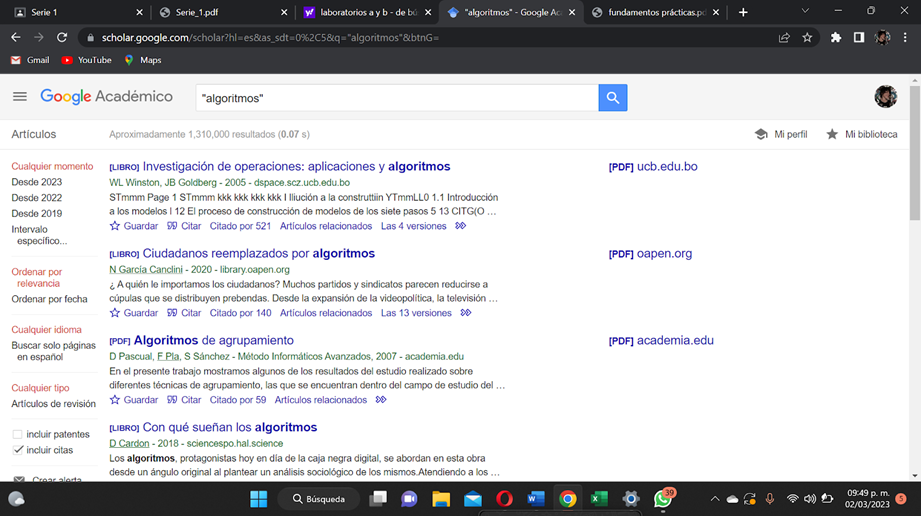 Serie 1
Serie_1.pdf
laboratorios a y b - de bú
"algoritmos" - Google Aca
fundamentos prácticas.pd
scholar.google.com/scholar?hl=es&as_sdt=0%2C5&q="algoritmos"&btnG=
Gmail
YouTube
Maps
Google Académico
"algoritmos"
Artículos
Aproximadamente 1,310,000 resultados (0.07 s)
Mi perfil
Mi biblioteca
Cualquier momento
Desde 2023
Desde 2022
Desde 2019
Intervalo
específico...
Ordenar por
relevancia
Ordenar por fecha
Cualquier idioma
Buscar solo páginas
en español
Cualquier tipo
Artículos de revisión
incluir patentes
incluir citas
Crear alerta
[LIBRO] Investigación de operaciones: aplicaciones y algoritmos
WL Winston, JB Goldberg - 2005 - dspace.scz.ucb.edu.bo
STmmm Page 1 STmmm kkk kkk kkk kkk I lliución a la construttiin YTmmLL0 1.1 Introducción
a los modelos I 12 El proceso de construcción de modelos de los siete pasos 5 13 CITG(O ...
Guardar Citar Citado por 521 Artículos relacionados Las 4 versiones
[PDF] ucb.edu.bo
[LIBRO] Ciudadanos reemplazados por algoritmos
N García Canclini - 2020 - library.oapen.org
¿ A quién le importamos los ciudadanos? Muchos partidos y sindicatos parecen reducirse a
cúpulas que se distribuyen prebendas. Desde la expansión de la videopolítica, la televisión ...
Guardar Citar Citado por 140 Artículos relacionados Las 13 versiones
[PDF] oapen.org
[PDF] Algoritmos de agrupamiento
D Pascual, F Pla, S Sánchez - Método Informáticos Avanzados, 2007 - academia.edu
En el presente trabajo mostramos algunos de los resultados del estudio realizado sobre
diferentes técnicas de agrupamiento, las que se encuentran dentro del campo de estudio del ...
Guardar Citar Citado por 59 Artículos relacionados
[PDF] academia.edu
[LIBRO] Con qué sueñan los algoritmos
D Cardon - 2018 - sciencespo.hal.science
Los algoritmos, protagonistas hoy en día de la caja negra digital, se abordan en esta obra
desde un ángulo original al plantear un análisis sociológico de los mismos.Atendiendo a los ...
Búsqueda
39
09:49 p. m.
02/03/2023
5